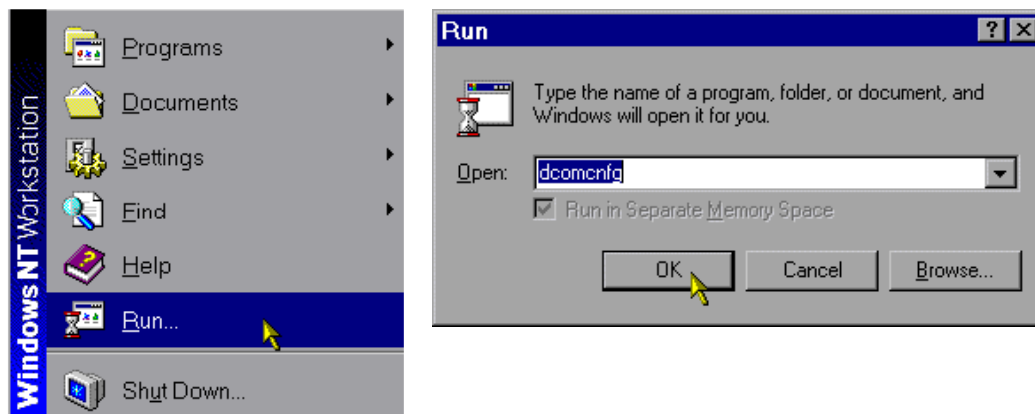 Windows NT Workstation
Programs
Documents
Settings
Find
Help
Run...
Shut Down...
Run
Type the name of a program, folder, or document, and
Windows will open it for you.
Open: dcomcnfg
Run in Separate Memory Space
OK Cancel Browse...